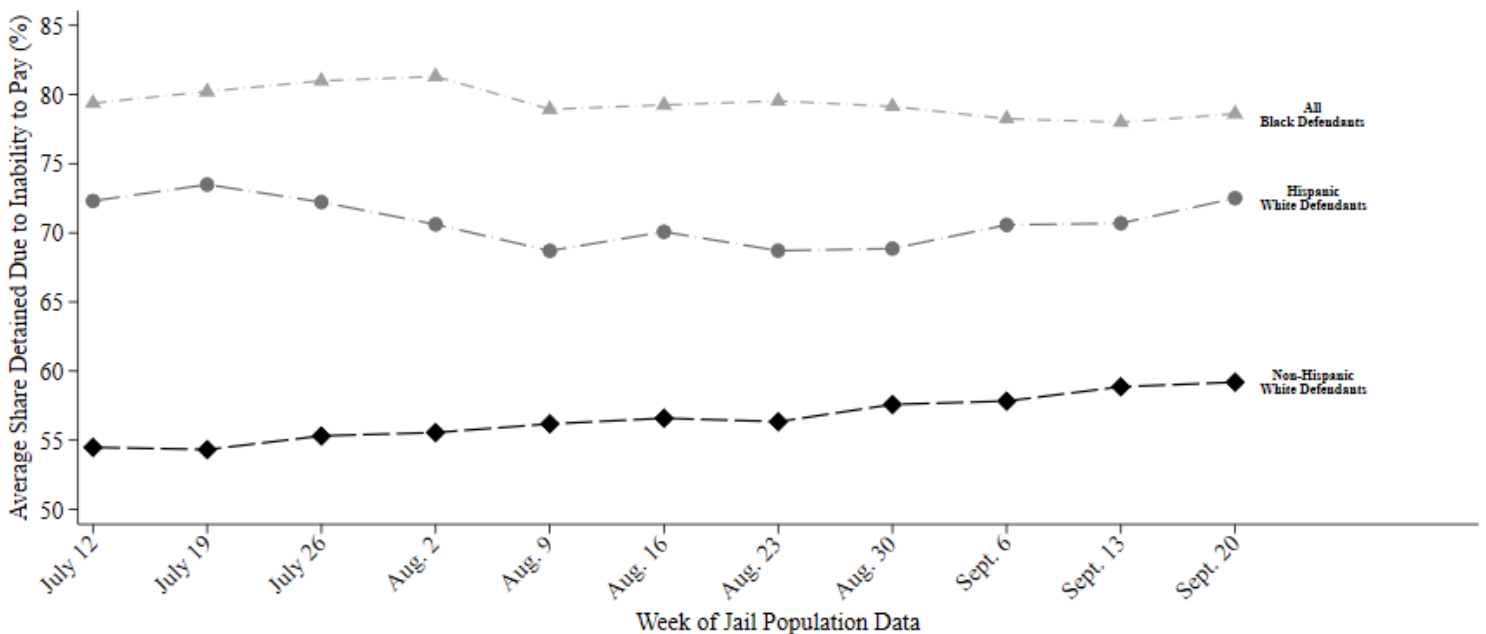 Average Share Detained Due to Inability to Pay (%)
85
80
75
70
65
60
55
50
All
Black Defendants
Hispanic
White Defendants
Non-Hispanic
White Defendants
July 12
July 19
July 26
Aug. 2
Aug. 9
Aug. 16
Aug. 23
Aug. 30
Sept. 6
Sept. 13
Sept. 20
Week of Jail Population Data